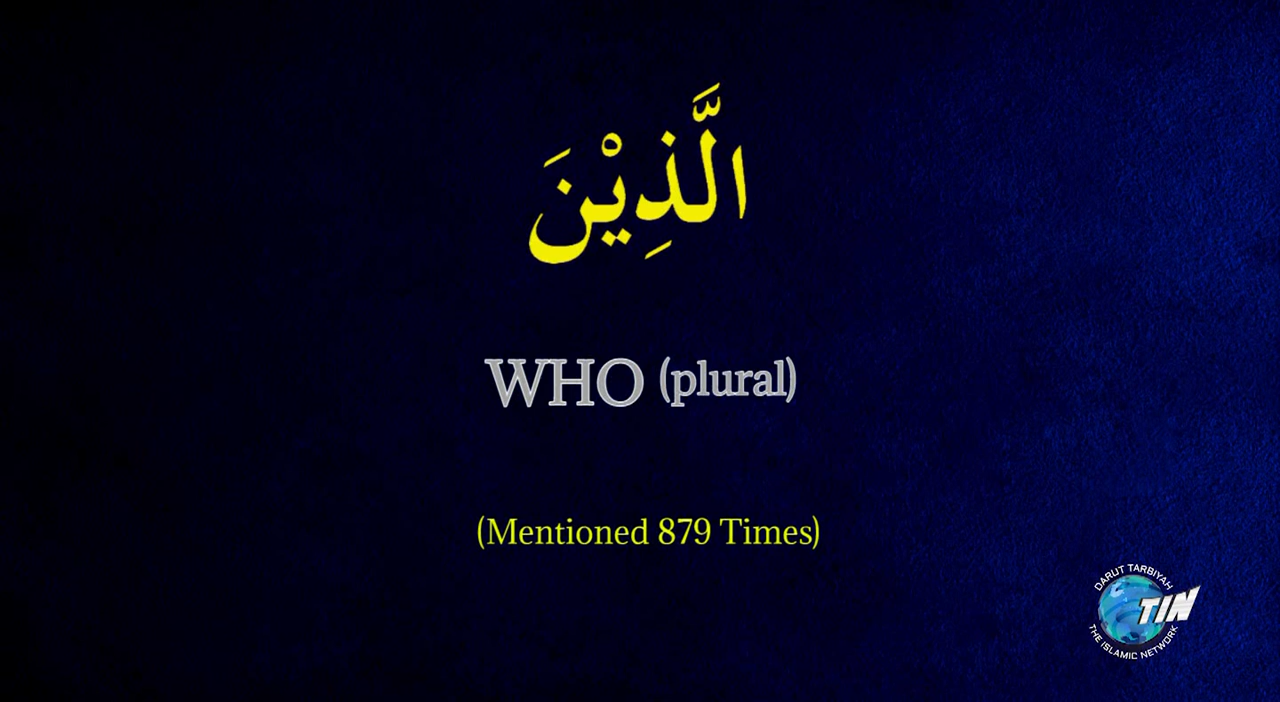 الَّذِيْنَ
WHO (plural)
(Mentioned 879 Times)
DARUT TARBIYAH
TIN
THE ISLAMIC NETWORK